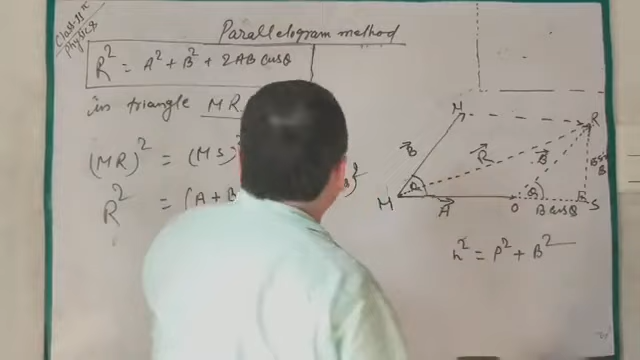 Class-11th
Physics
Parallelogram method
R² = A² + B² + 2AB cosθ
in triangle MR
(MR)² = (MS)²
R² = (A + B
N
R
B
R
B
θ
θ
M
A
O
B cosθ
S
h² = P² + B²